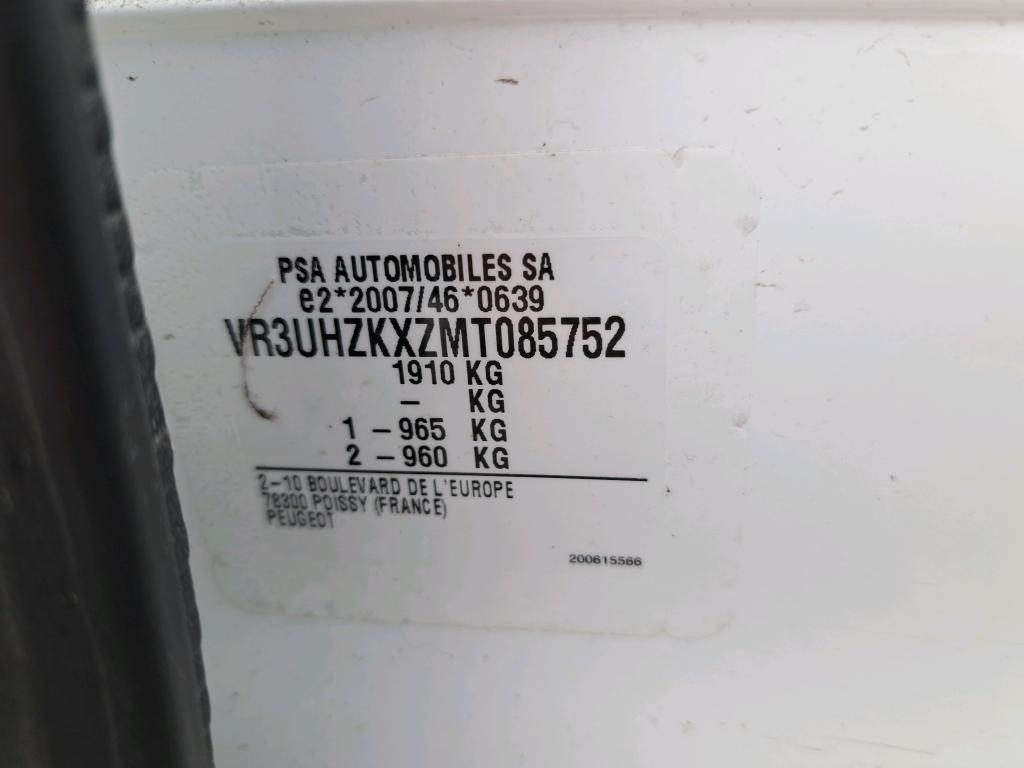 PSA AUTOMOBILES SA
e2*2007/46*0639
VR3UHZKXZMT085752
1910 KG
– KG
1 – 965 KG
2 – 960 KG
2–10 BOULEVARD DE L'EUROPE
78300 POISSY (FRANCE)
PEUGEOT
200615566